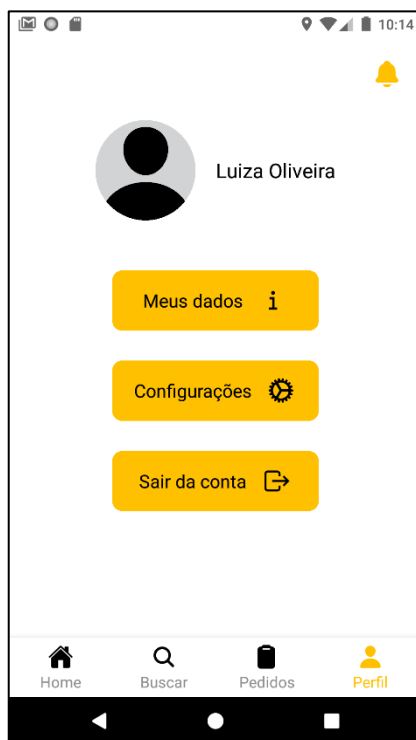 10:14
Luiza Oliveira
Meus dados
Configurações
Sair da conta
Home Buscar Pedidos Perfil